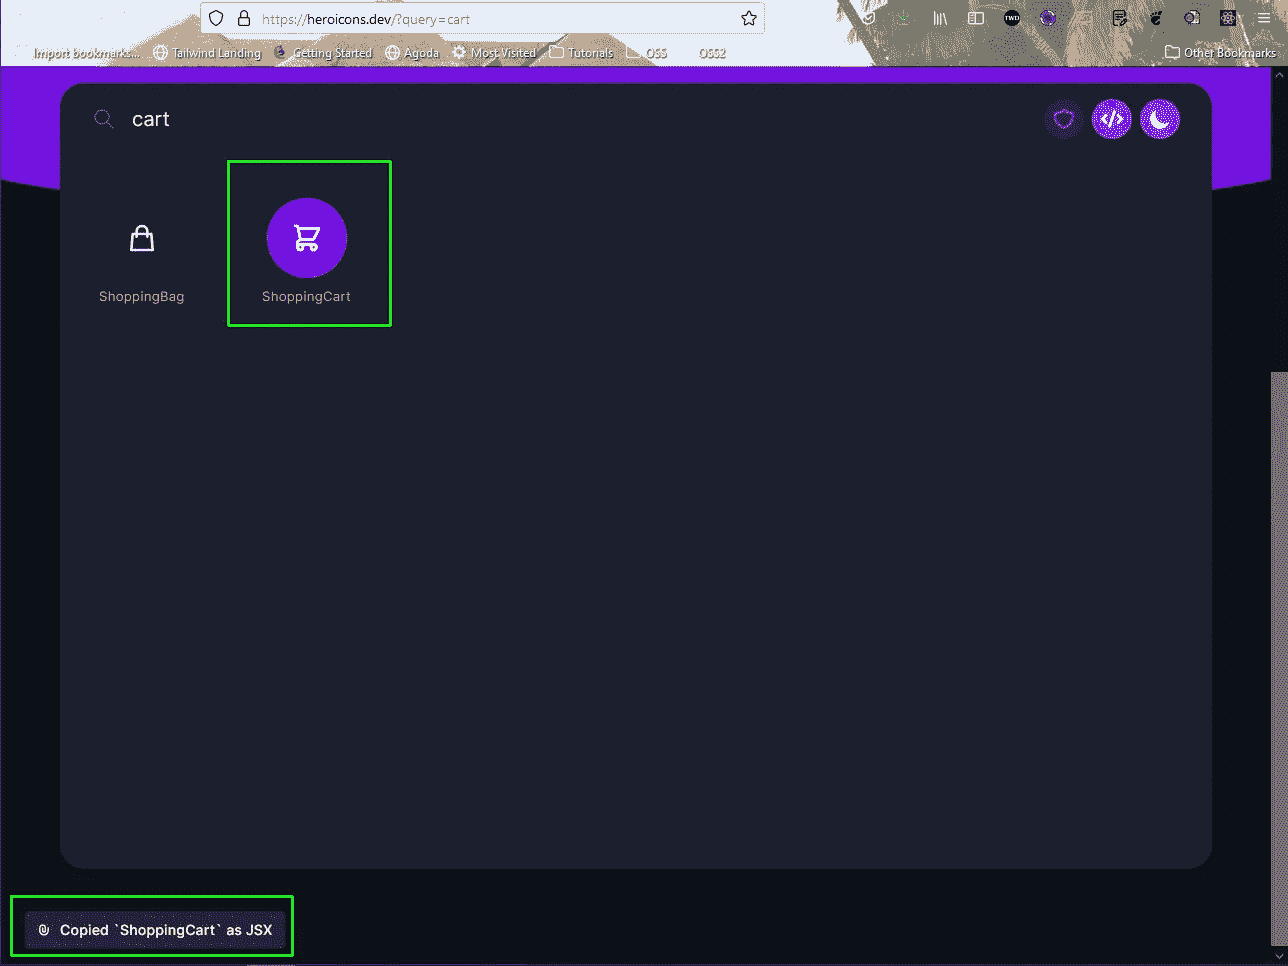 https://heroicons.dev/?query=cart
TWD
Import bookmarks... Tailwind Landing Getting Started Agoda Most Visited Tutorials OSS OSS2 Other Bookmarks
cart
</>
ShoppingBag ShoppingCart
Copied `ShoppingCart` as JSX